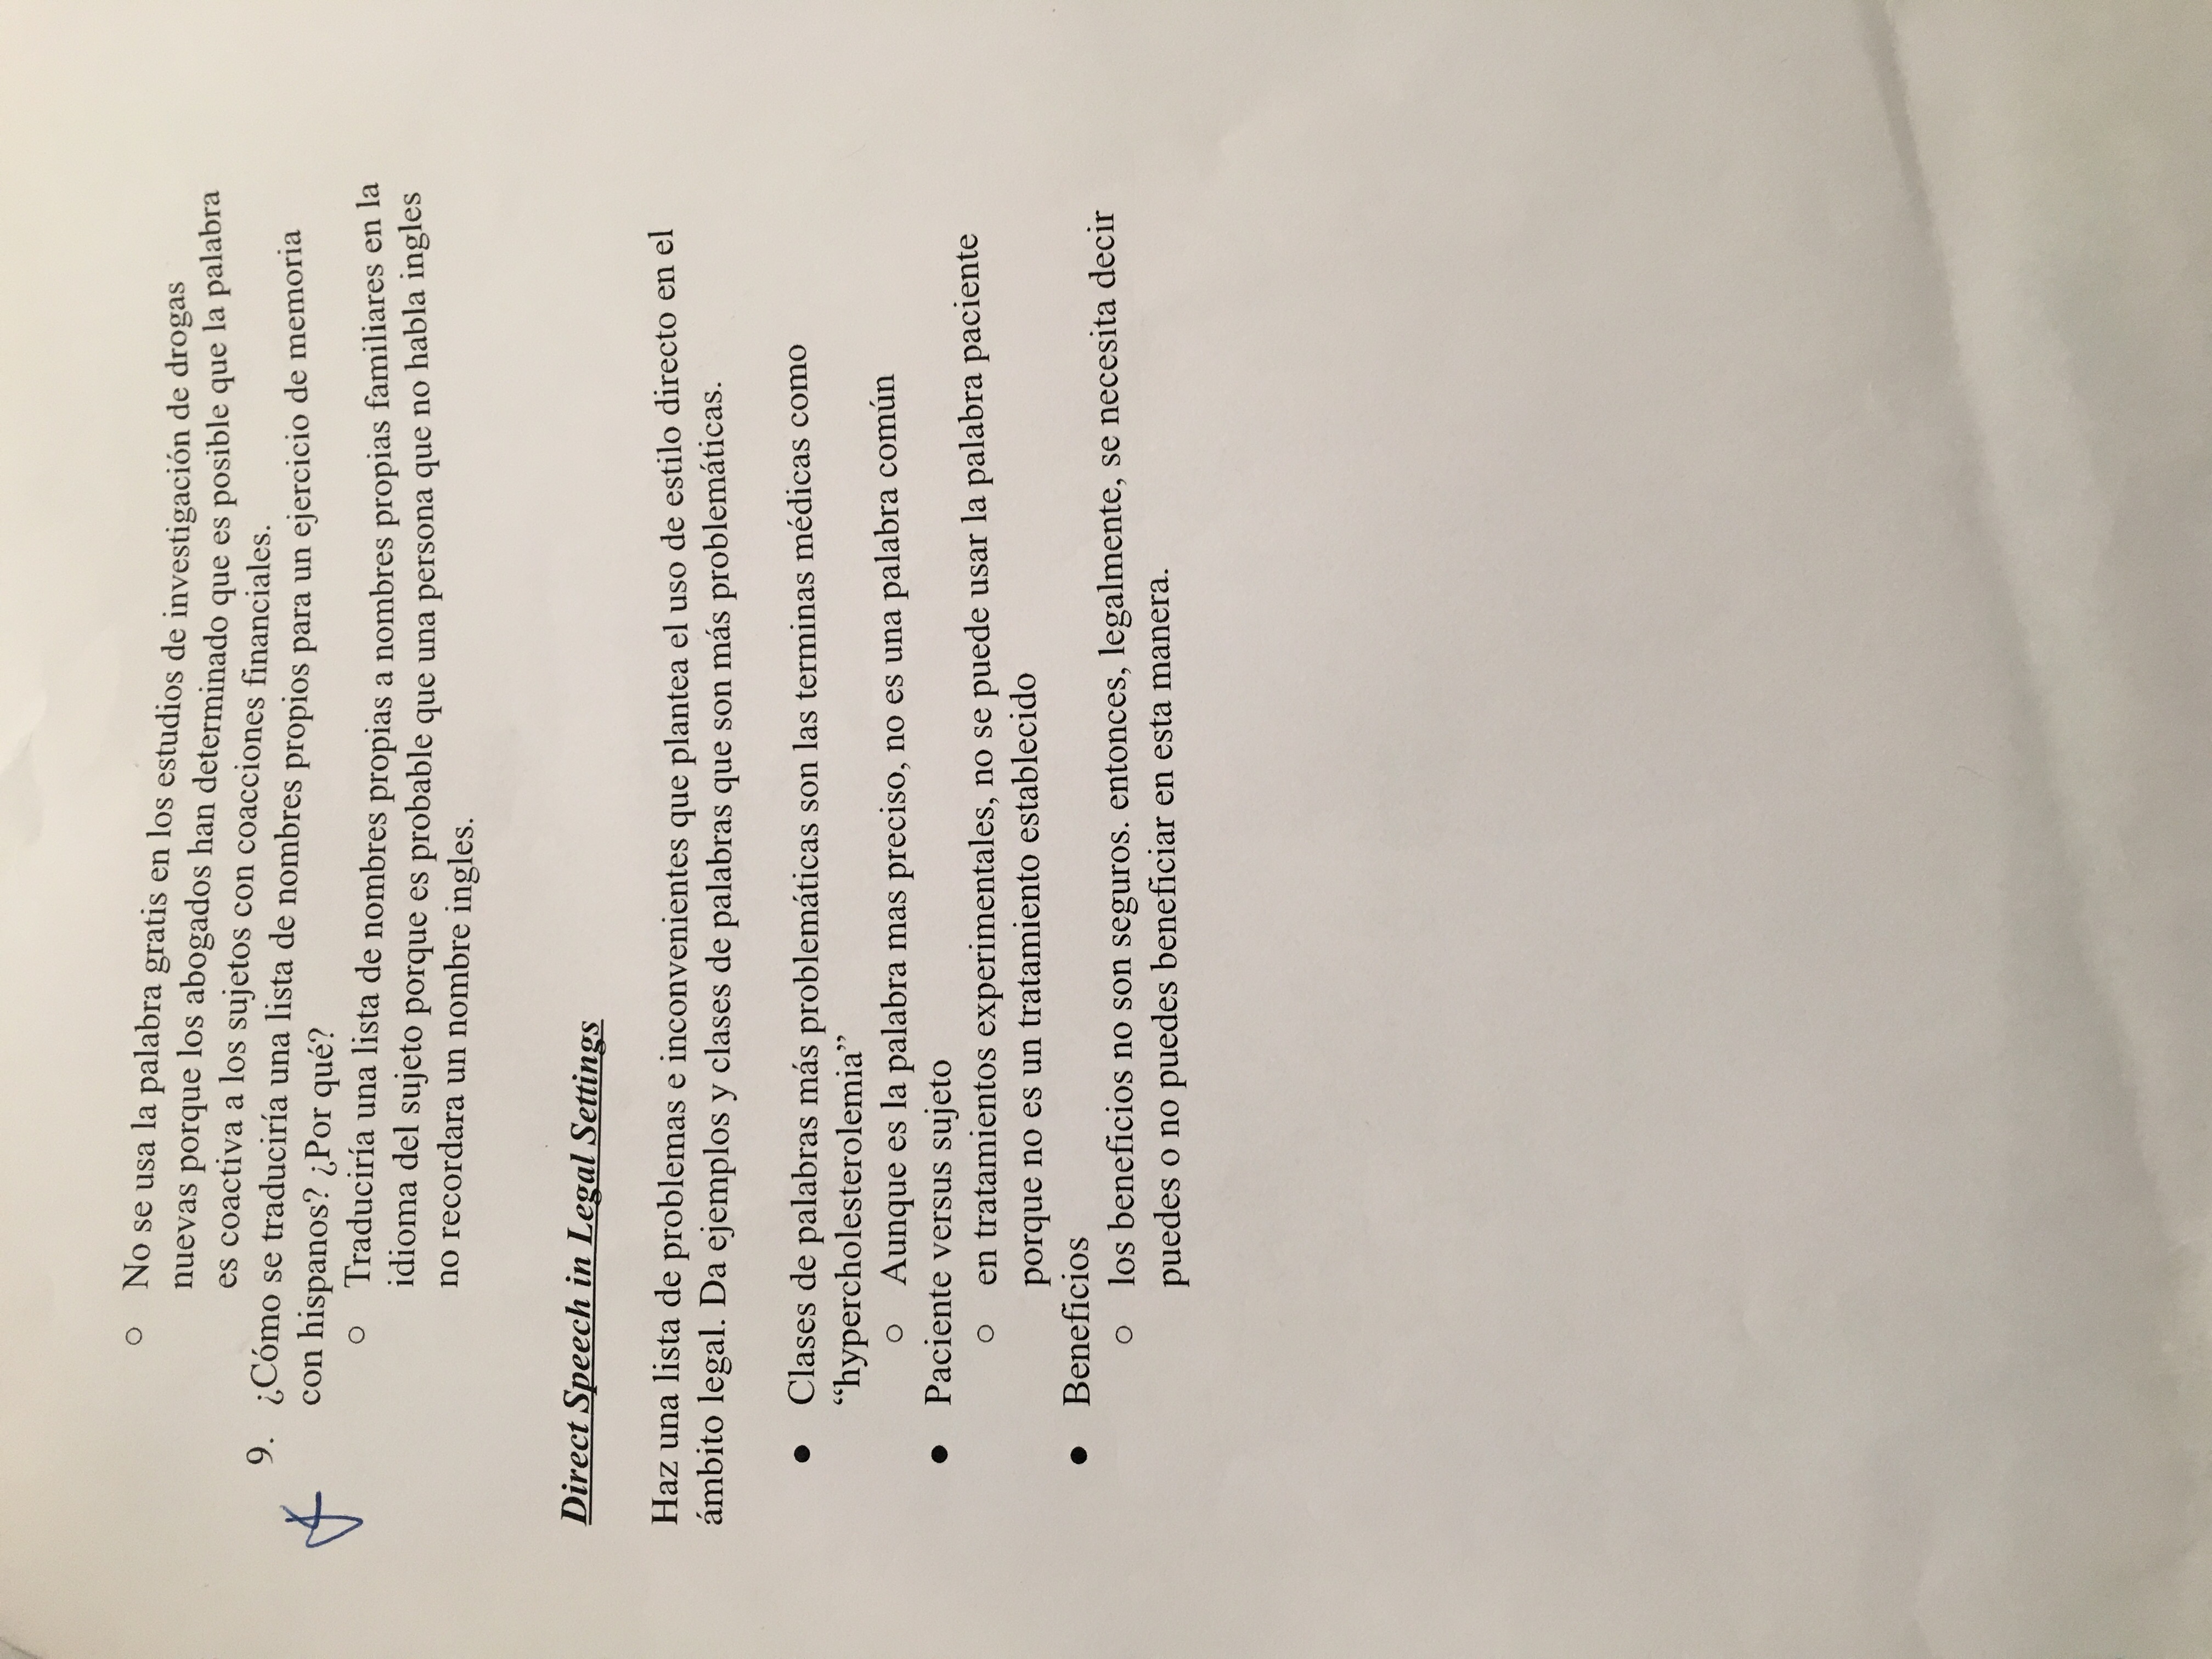 ○ No se usa la palabra gratis en los estudios de investigación de drogas
nuevas porque los abogados han determinado que es posible que la palabra
es coactiva a los sujetos con coacciones financiales.
9. ¿Cómo se traduciría una lista de nombres propios para un ejercicio de memoria
con hispanos? ¿Por qué?
○ Traduciría una lista de nombres propias a nombres propias familiares en la
idioma del sujeto porque es probable que una persona que no habla ingles
no recordara un nombre ingles.
Direct Speech in Legal Settings
Haz una lista de problemas e inconvenientes que plantea el uso de estilo directo en el
ámbito legal. Da ejemplos y clases de palabras que son más problemáticas.
● Clases de palabras más problemáticas son las terminas médicas como
“hypercholesterolemia”
○ Aunque es la palabra mas preciso, no es una palabra común
● Paciente versus sujeto
○ en tratamientos experimentales, no se puede usar la palabra paciente
porque no es un tratamiento establecido
● Beneficios
○ los beneficios no son seguros. entonces, legalmente, se necesita decir
puedes o no puedes beneficiar en esta manera.